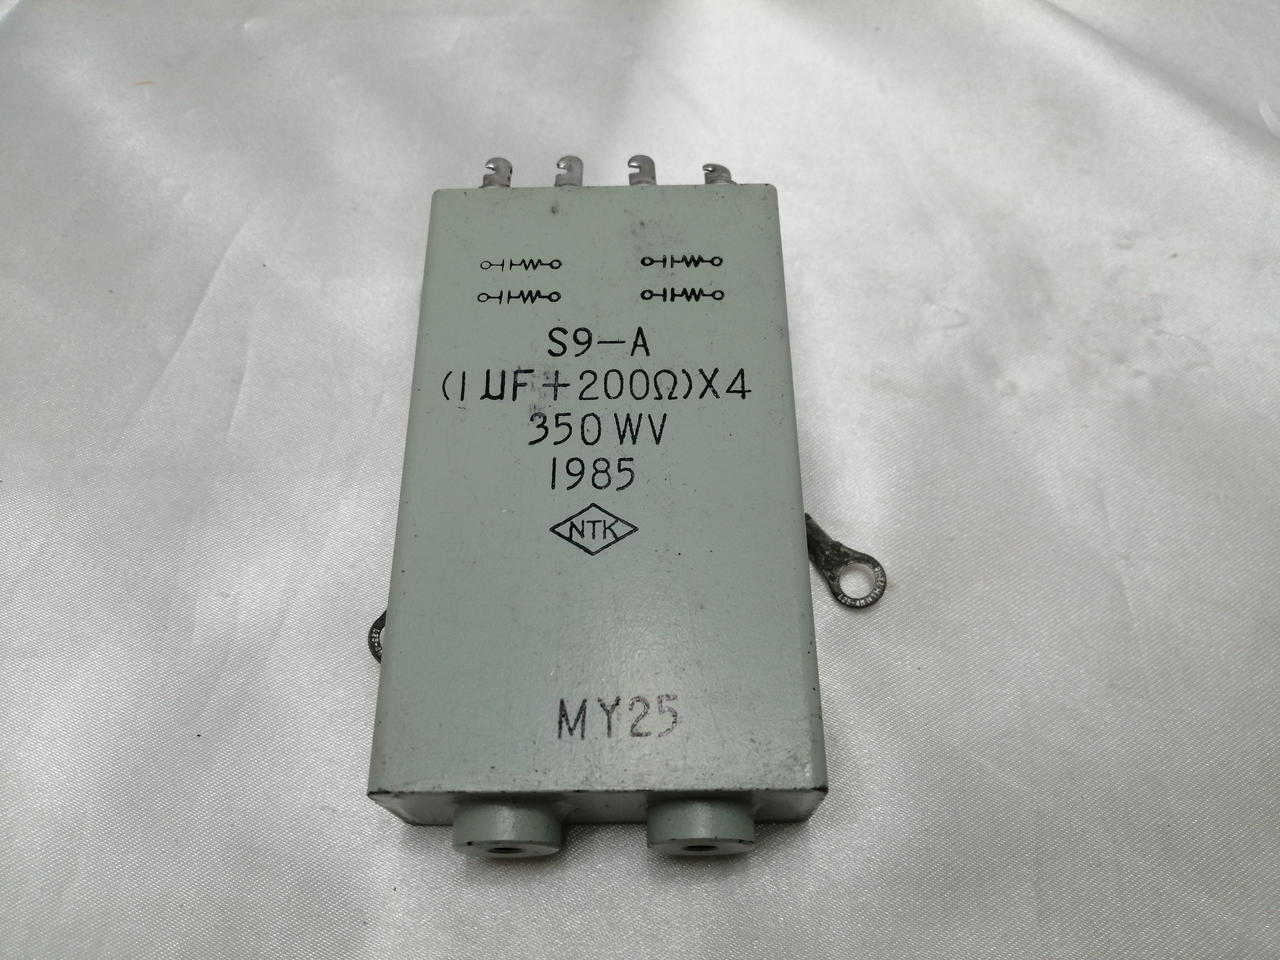 S9-A
(1μF+200Ω)X4
350WV
1985
NTK
MY25